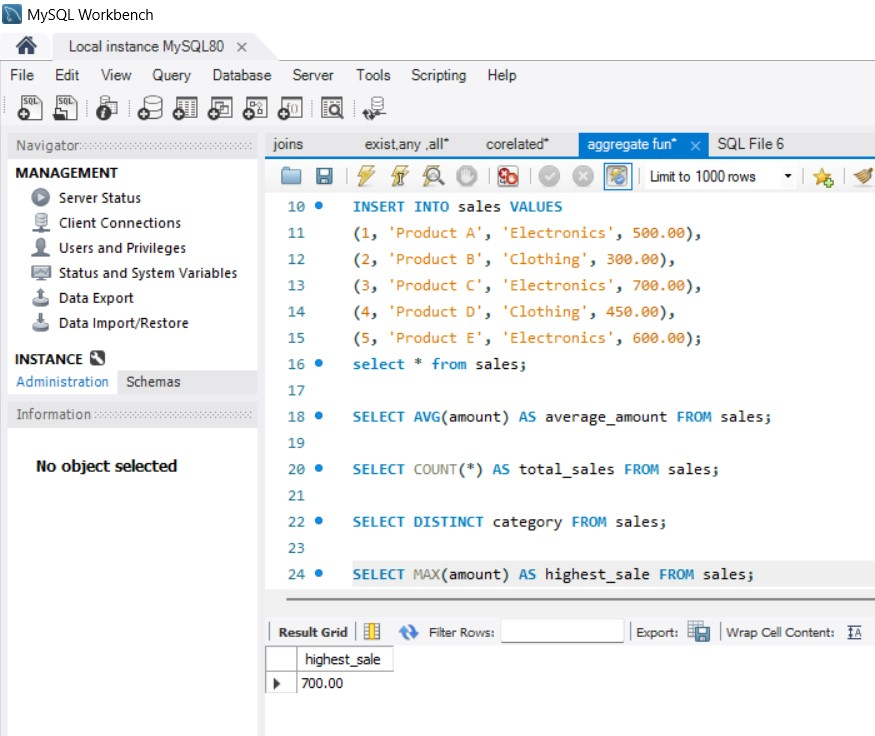 MySQL Workbench
Local instance MySQL80 ×
File Edit View Query Database Server Tools Scripting Help
Navigator
MANAGEMENT
Server Status
Client Connections
Users and Privileges
Status and System Variables
Data Export
Data Import/Restore
INSTANCE
Administration Schemas
Information
No object selected
joins exist,any ,all* corelated* aggregate fun* × SQL File 6
Limit to 1000 rows
10 INSERT INTO sales VALUES
11 (1, 'Product A', 'Electronics', 500.00),
12 (2, 'Product B', 'Clothing', 300.00),
13 (3, 'Product C', 'Electronics', 700.00),
14 (4, 'Product D', 'Clothing', 450.00),
15 (5, 'Product E', 'Electronics', 600.00);
16 select * from sales;
17
18 SELECT AVG(amount) AS average_amount FROM sales;
19
20 SELECT COUNT(*) AS total_sales FROM sales;
21
22 SELECT DISTINCT category FROM sales;
23
24 SELECT MAX(amount) AS highest_sale FROM sales;
Result Grid Filter Rows: Export: Wrap Cell Content:
highest_sale
700.00